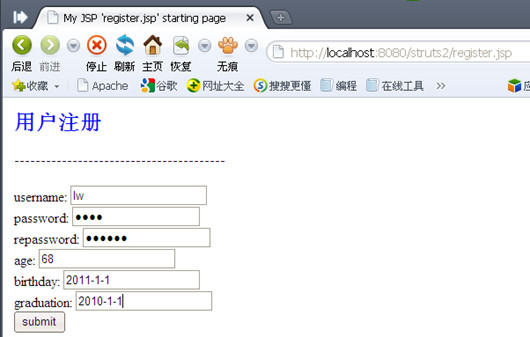 My JSP 'register.jsp' starting page
后退 前进 停止 刷新 主页 恢复 无痕
http://localhost:8080/struts2/register.jsp
收藏 Apache 谷歌 网址大全 搜搜更懂 编程 在线工具 >>
用户注册
----------------------------------------
username: lw
password: ●●●●
repassword: ●●●●●●
age: 68
birthday: 2011-1-1
graduation: 2010-1-1
submit